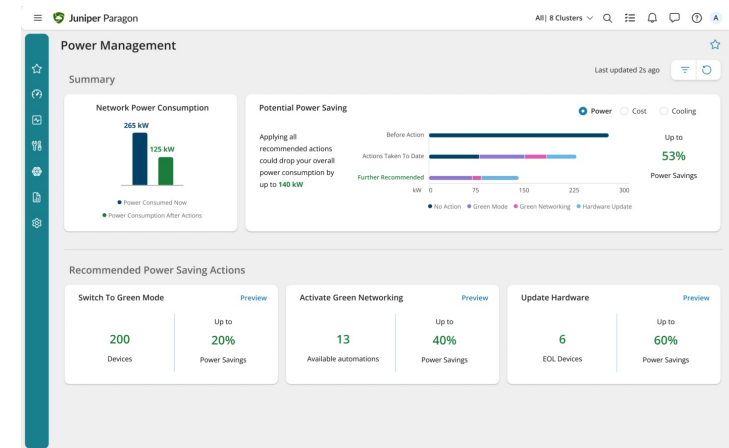 Juniper Paragon
All| 8 Clusters
A
Power Management
Last updated 2s ago
Summary
Network Power Consumption
265 kW
125 kW
Power Consumed Now
Power Consumption After Actions
Potential Power Saving
Power
Cost
Cooling
Applying all
recommended actions
could drop your overall
power consumption by
up to 140 kW
Before Action
Actions Taken To Date
Further Recommended
kW 0 75 150 225 300
No Action Green Mode Green Networking Hardware Update
Up to
53%
Power Savings
Recommended Power Saving Actions
Switch To Green Mode
Preview
200
Devices
Up to
20%
Power Savings
Activate Green Networking
Preview
13
Available automations
Up to
40%
Power Savings
Update Hardware
Preview
6
EOL Devices
Up to
60%
Power Savings